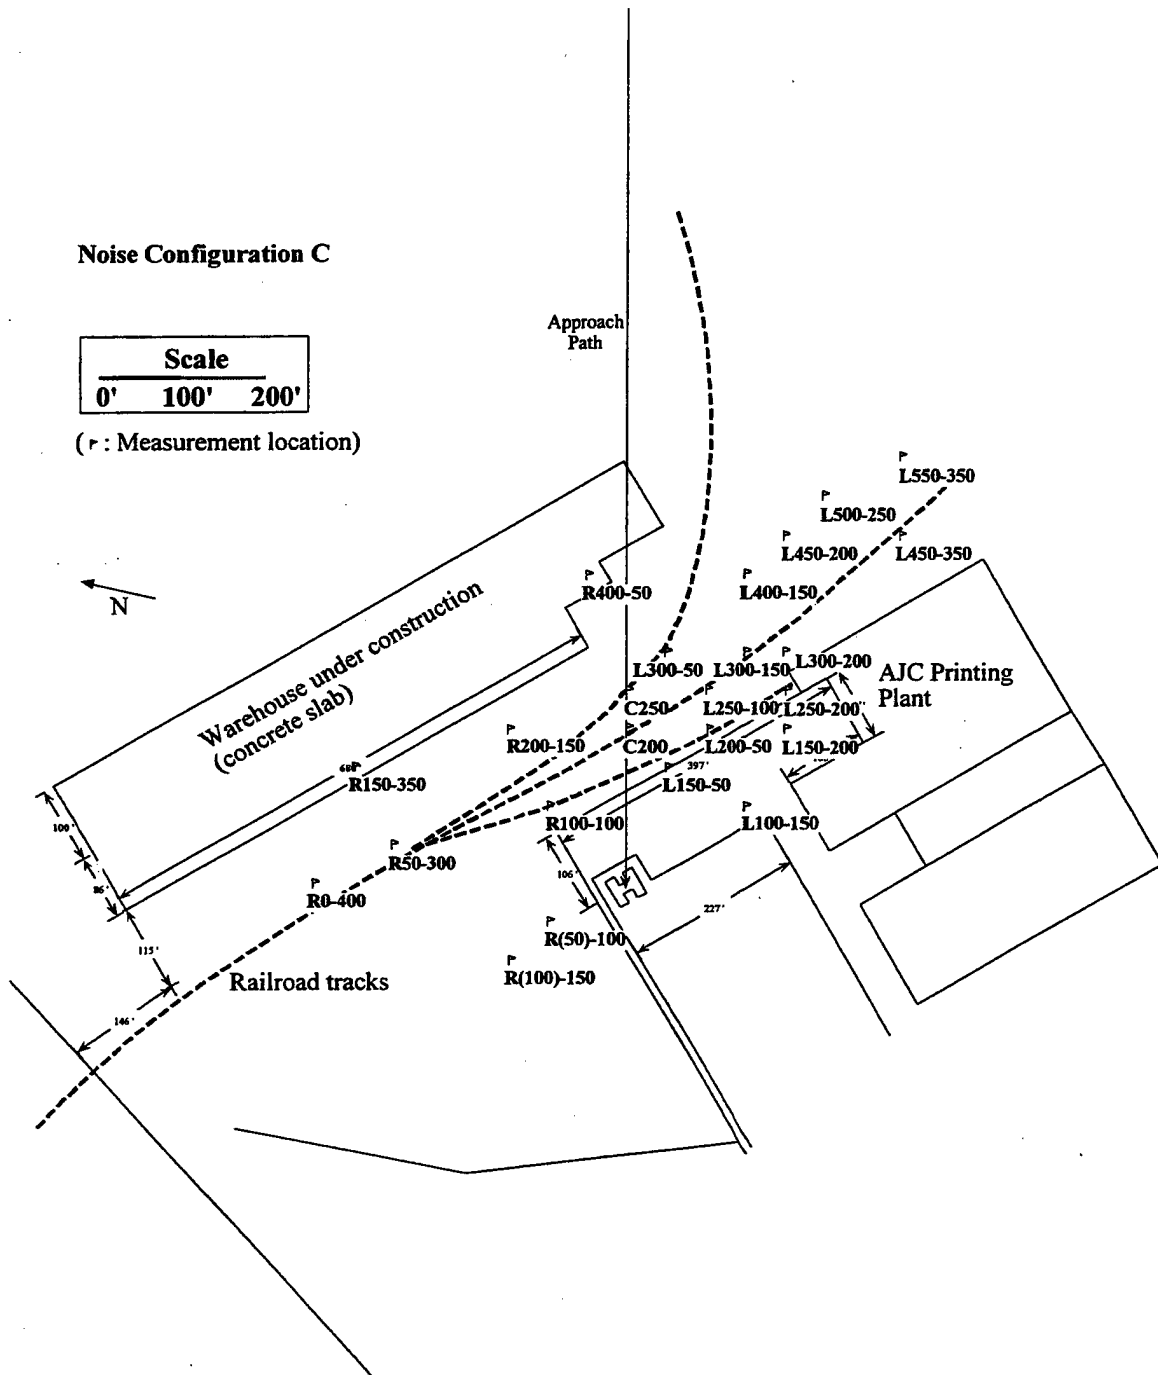 Noise Configuration C
Approach
Path
Scale
0' 100' 200'
( : Measurement location)
L550-350
L500-250
L450-200
L450-350
N
R400-50
L400-150
Warehouse under construction
(concrete slab)
L300-50
L300-150
L300-200
AJC Printing
Plant
C250
L250-100
L250-200
R200-150
C200
L200-50
L150-200
397'
R150-350
L150-50
100'
R100-100
L100-150
R50-300
86'
106'
H
R0-400
227'
R(50)-100
115'
R(100)-150
Railroad tracks
146'